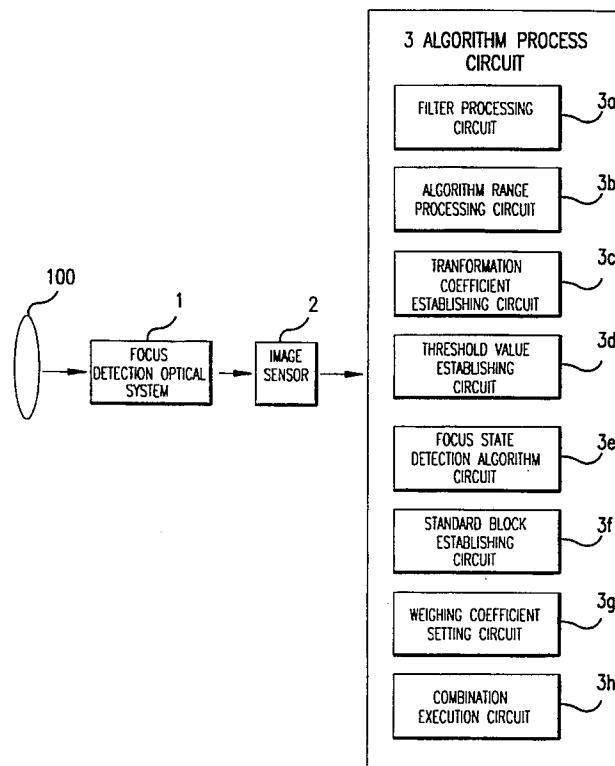 3 ALGORITHM PROCESS
CIRCUIT
3a
FILTER PROCESSING
CIRCUIT
3b
ALGORITHM RANGE
PROCESSING CIRCUIT
3c
TRANFORMATION
COEFFICIENT
ESTABLISHING CIRCUIT
100
1
FOCUS
DETECTION OPTICAL
SYSTEM
2
IMAGE
SENSOR
3d
THRESHOLD VALUE
ESTABLISHING
CIRCUIT
3e
FOCUS STATE
DETECTION ALGORITHM
CIRCUIT
3f
STANDARD BLOCK
ESTABLISHING
CIRCUIT
3g
WEIGHING COEFFICIENT
SETTING CIRCUIT
3h
COMBINATION
EXECUTION CIRCUIT